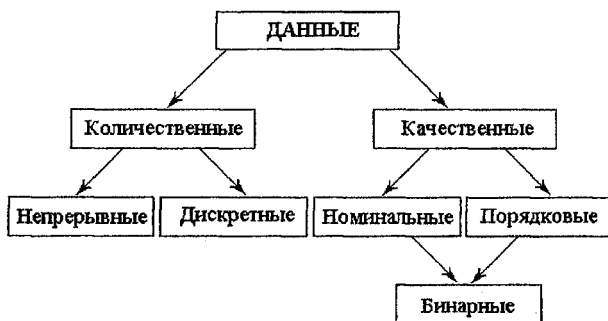 ДАННЫЕ
Количественные
Качественные
Непрерывные
Дискретные
Номинальные
Порядковые
Бинарные